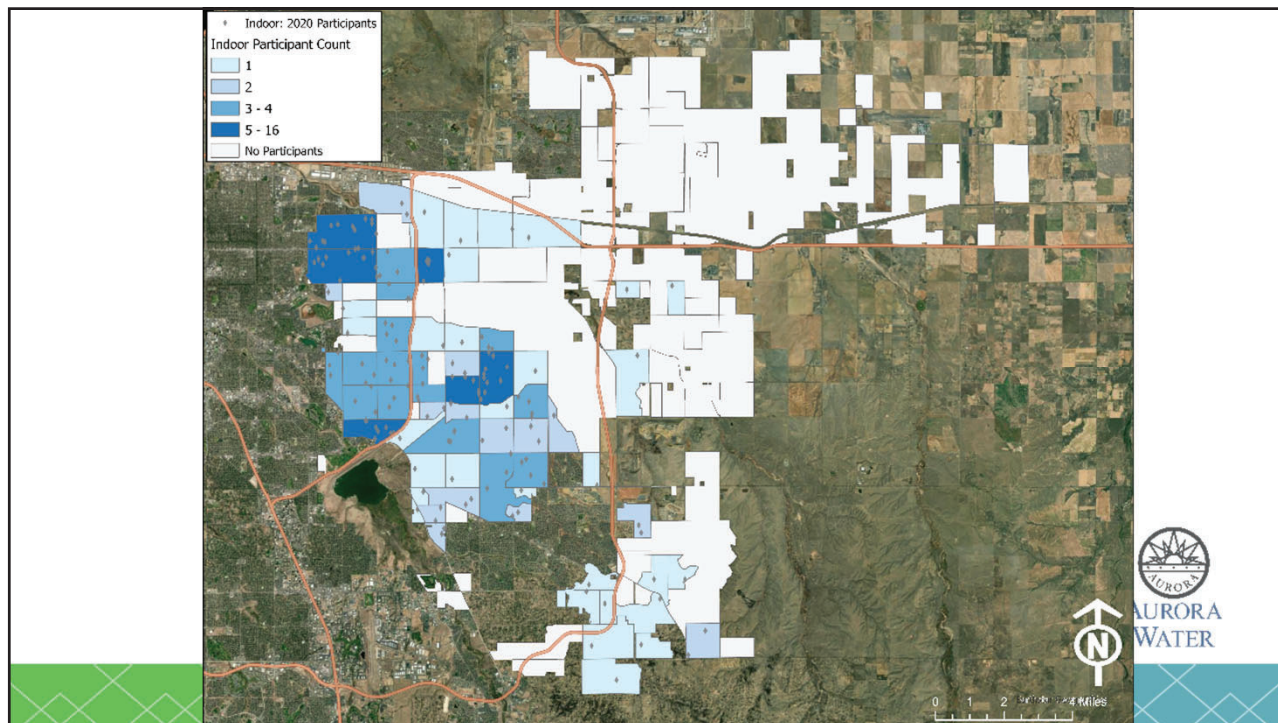 Indoor: 2020 Participants
Indoor Participant Count
1
2
3 - 4
5 - 16
No Participants
AURORA
AURORA
WATER
N
0 1 2 4 Miles